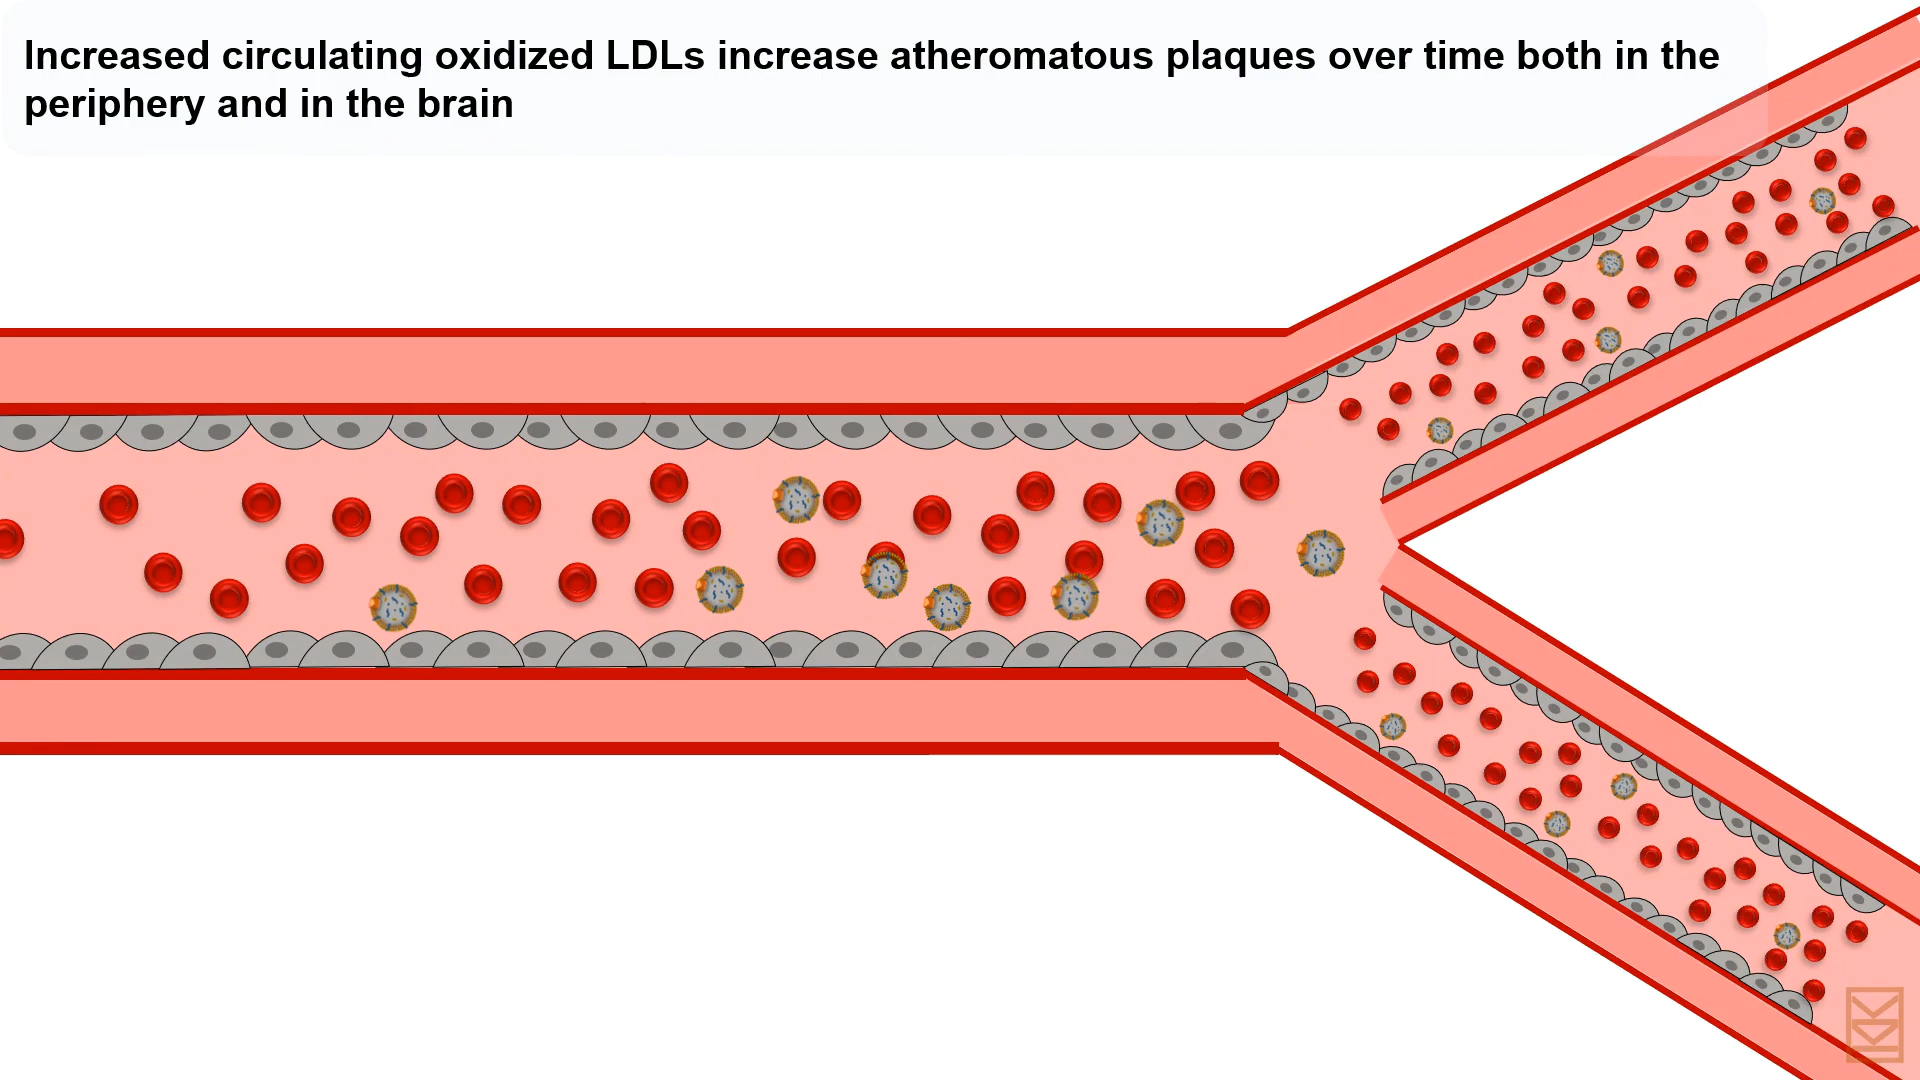 Increased circulating oxidized LDLs increase atheromatous plaques over time both in the
periphery and in the brain